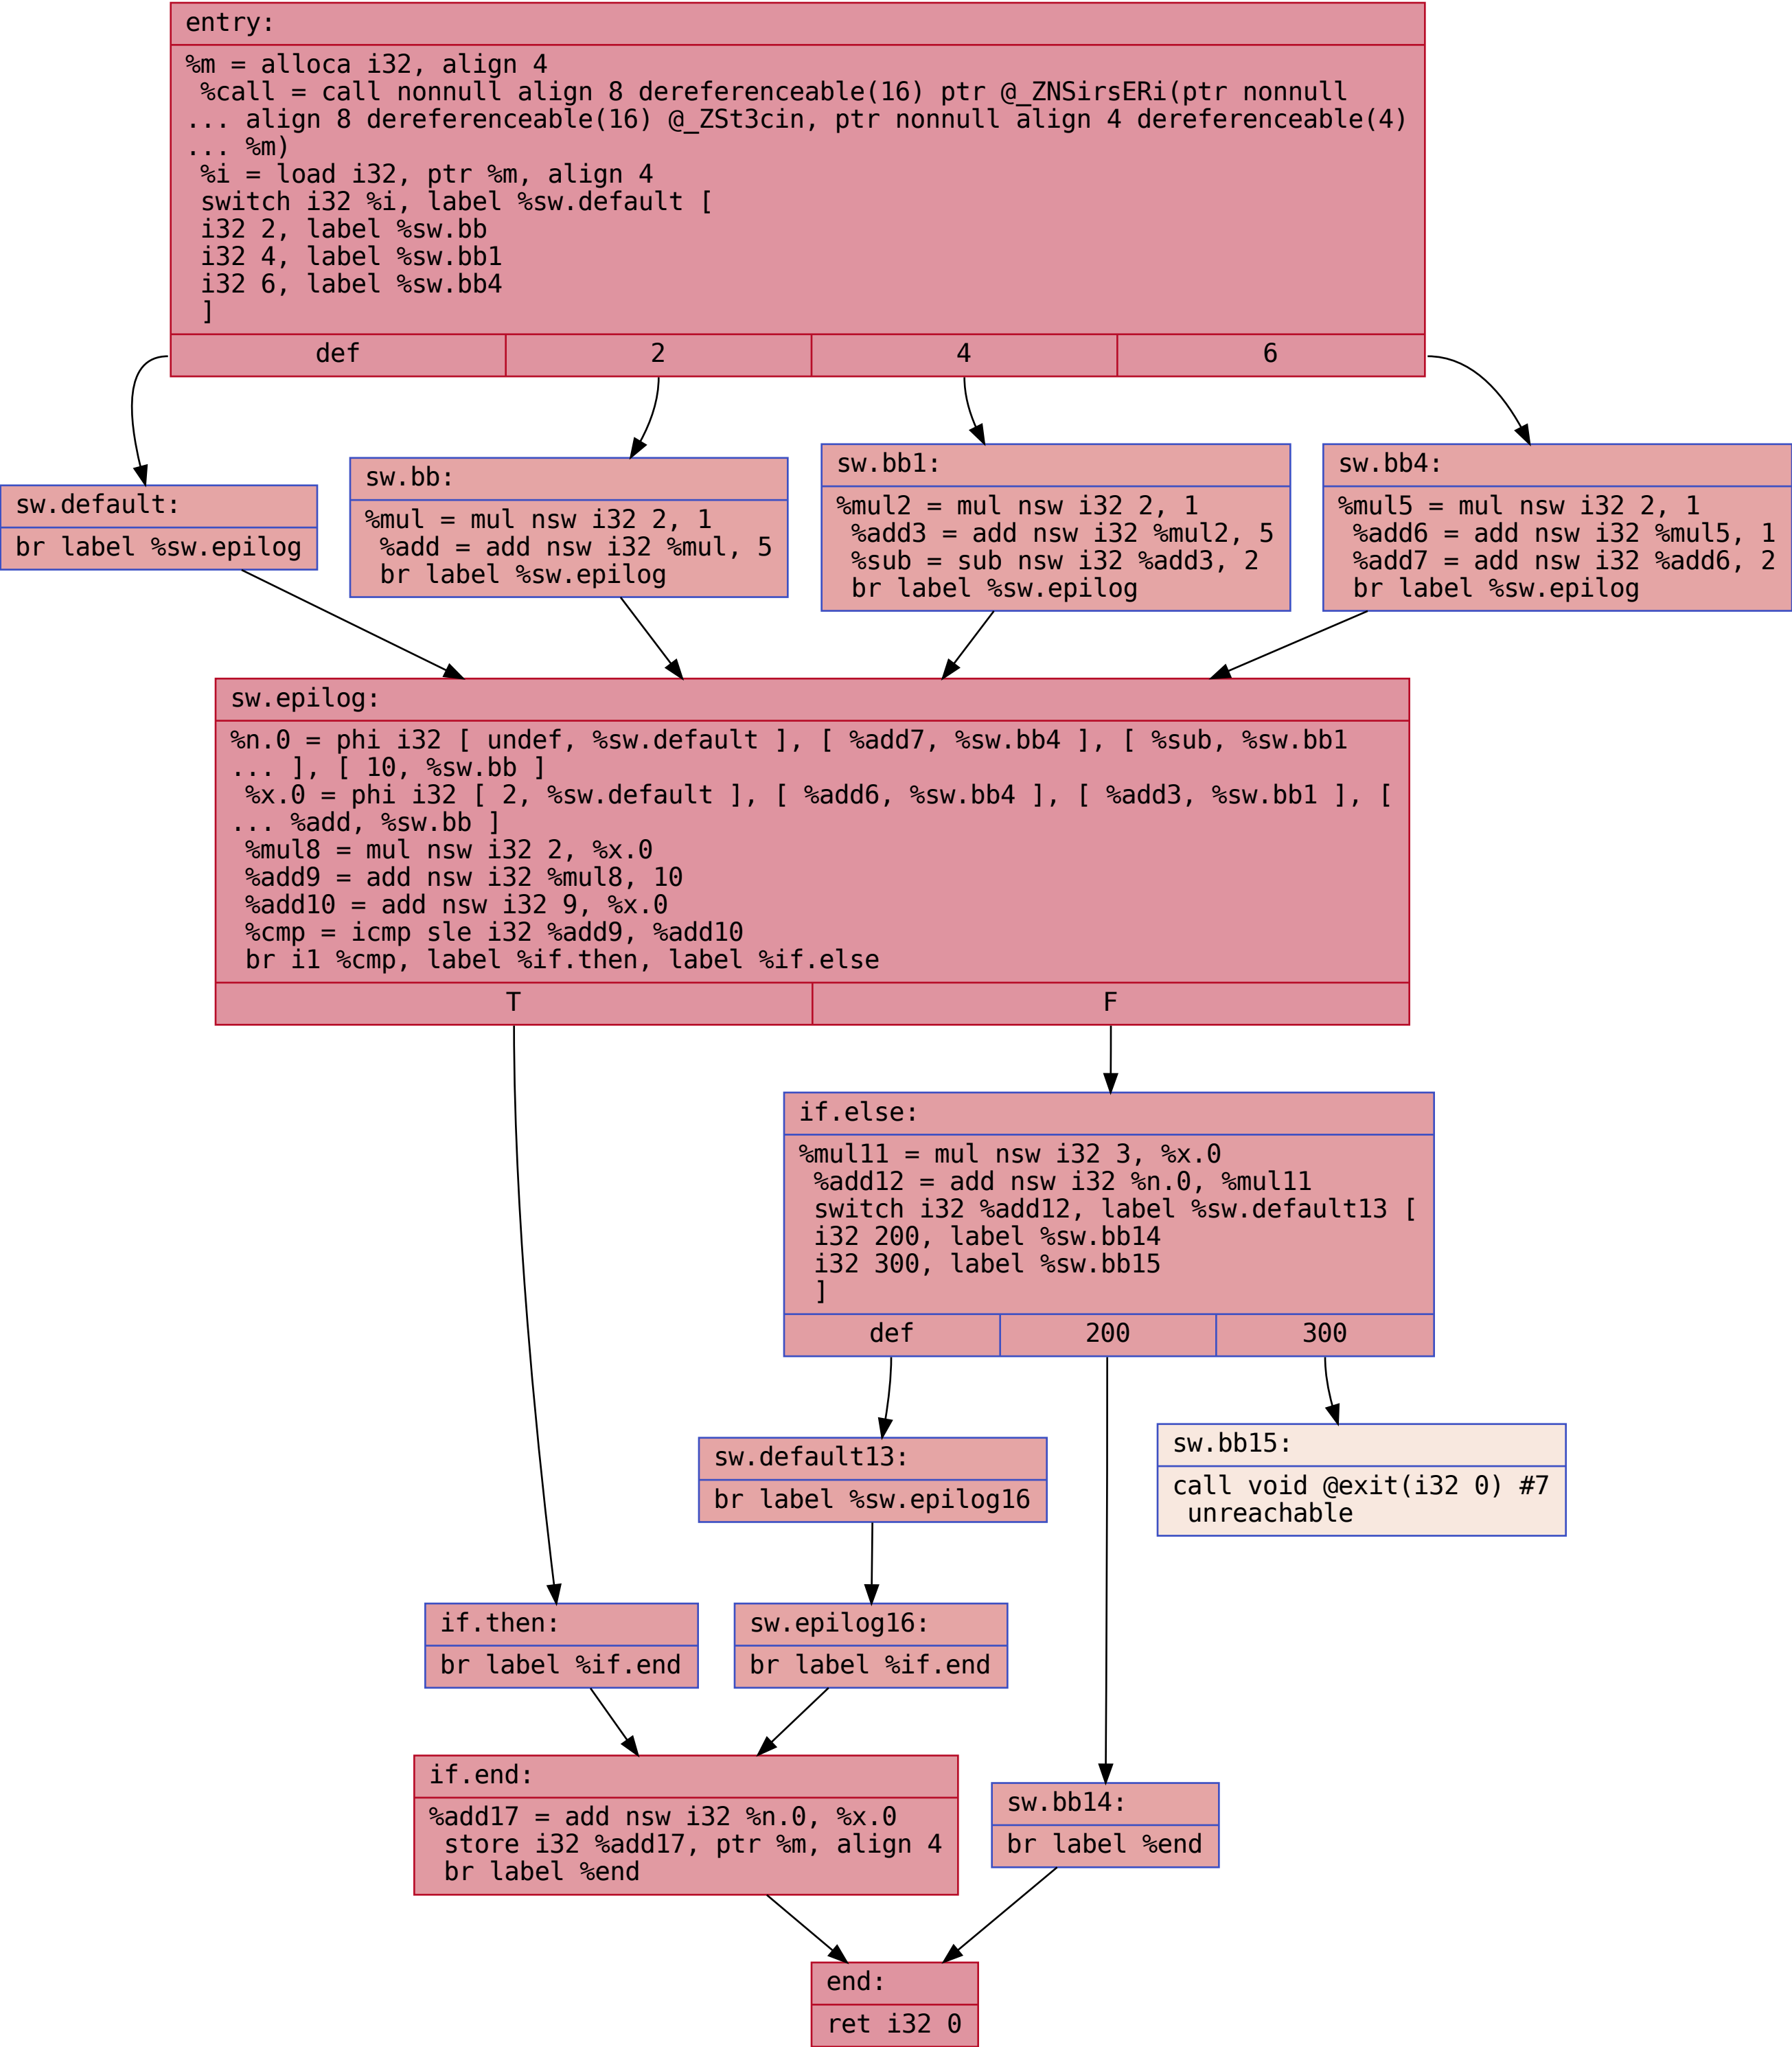 entry:
%m = alloca i32, align 4
%call = call nonnull align 8 dereferenceable(16) ptr @_ZNSirsERi(ptr nonnull
... align 8 dereferenceable(16) @_ZSt3cin, ptr nonnull align 4 dereferenceable(4)
... %m)
%i = load i32, ptr %m, align 4
switch i32 %i, label %sw.default [
i32 2, label %sw.bb
i32 4, label %sw.bb1
i32 6, label %sw.bb4
]
def
2
4
6
sw.default:
br label %sw.epilog
sw.bb:
%mul = mul nsw i32 2, 1
%add = add nsw i32 %mul, 5
br label %sw.epilog
sw.bb1:
%mul2 = mul nsw i32 2, 1
%add3 = add nsw i32 %mul2, 5
%sub = sub nsw i32 %add3, 2
br label %sw.epilog
sw.bb4:
%mul5 = mul nsw i32 2, 1
%add6 = add nsw i32 %mul5, 1
%add7 = add nsw i32 %add6, 2
br label %sw.epilog
sw.epilog:
%n.0 = phi i32 [ undef, %sw.default ], [ %add7, %sw.bb4 ], [ %sub, %sw.bb1
... ], [ 10, %sw.bb ]
%x.0 = phi i32 [ 2, %sw.default ], [ %add6, %sw.bb4 ], [ %add3, %sw.bb1 ], [
... %add, %sw.bb ]
%mul8 = mul nsw i32 2, %x.0
%add9 = add nsw i32 %mul8, 10
%add10 = add nsw i32 9, %x.0
%cmp = icmp sle i32 %add9, %add10
br i1 %cmp, label %if.then, label %if.else
T
F
if.else:
%mul11 = mul nsw i32 3, %x.0
%add12 = add nsw i32 %n.0, %mul11
switch i32 %add12, label %sw.default13 [
i32 200, label %sw.bb14
i32 300, label %sw.bb15
]
def
200
300
sw.default13:
br label %sw.epilog16
sw.bb15:
call void @exit(i32 0) #7
unreachable
if.then:
br label %if.end
sw.epilog16:
br label %if.end
if.end:
%add17 = add nsw i32 %n.0, %x.0
store i32 %add17, ptr %m, align 4
br label %end
sw.bb14:
br label %end
end:
ret i32 0